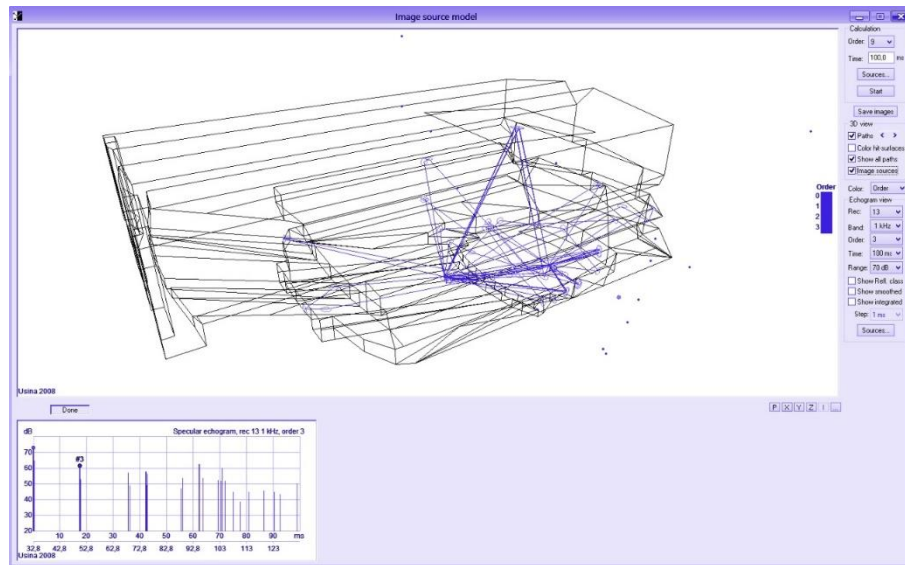 Image source model
Calculation
Order: 9
Time: 100,0 ms
Sources...
Start
Save images
3D view
Paths < >
Color hit surfaces
Show all paths
Image sources
Color: Order
Echogram view
Rec: 13
Band: 1 kHz
Order: 3
Time: 100 ms
Range: 70 dB
Show Refl. class
Show smoothed
Show integrated
Step: 1 ms
Sources...
Order
0
1
2
3
Usina 2008
Done
P X Y Z I ...
dB
Specular echogram, rec 13 1 kHz, order 3
70
60
50
40
30
20
#3
10 20 30 40 50 60 70 80 90 ms
32,8 42,8 52,8 62,8 72,8 82,8 92,8 103 113 123
Usina 2008